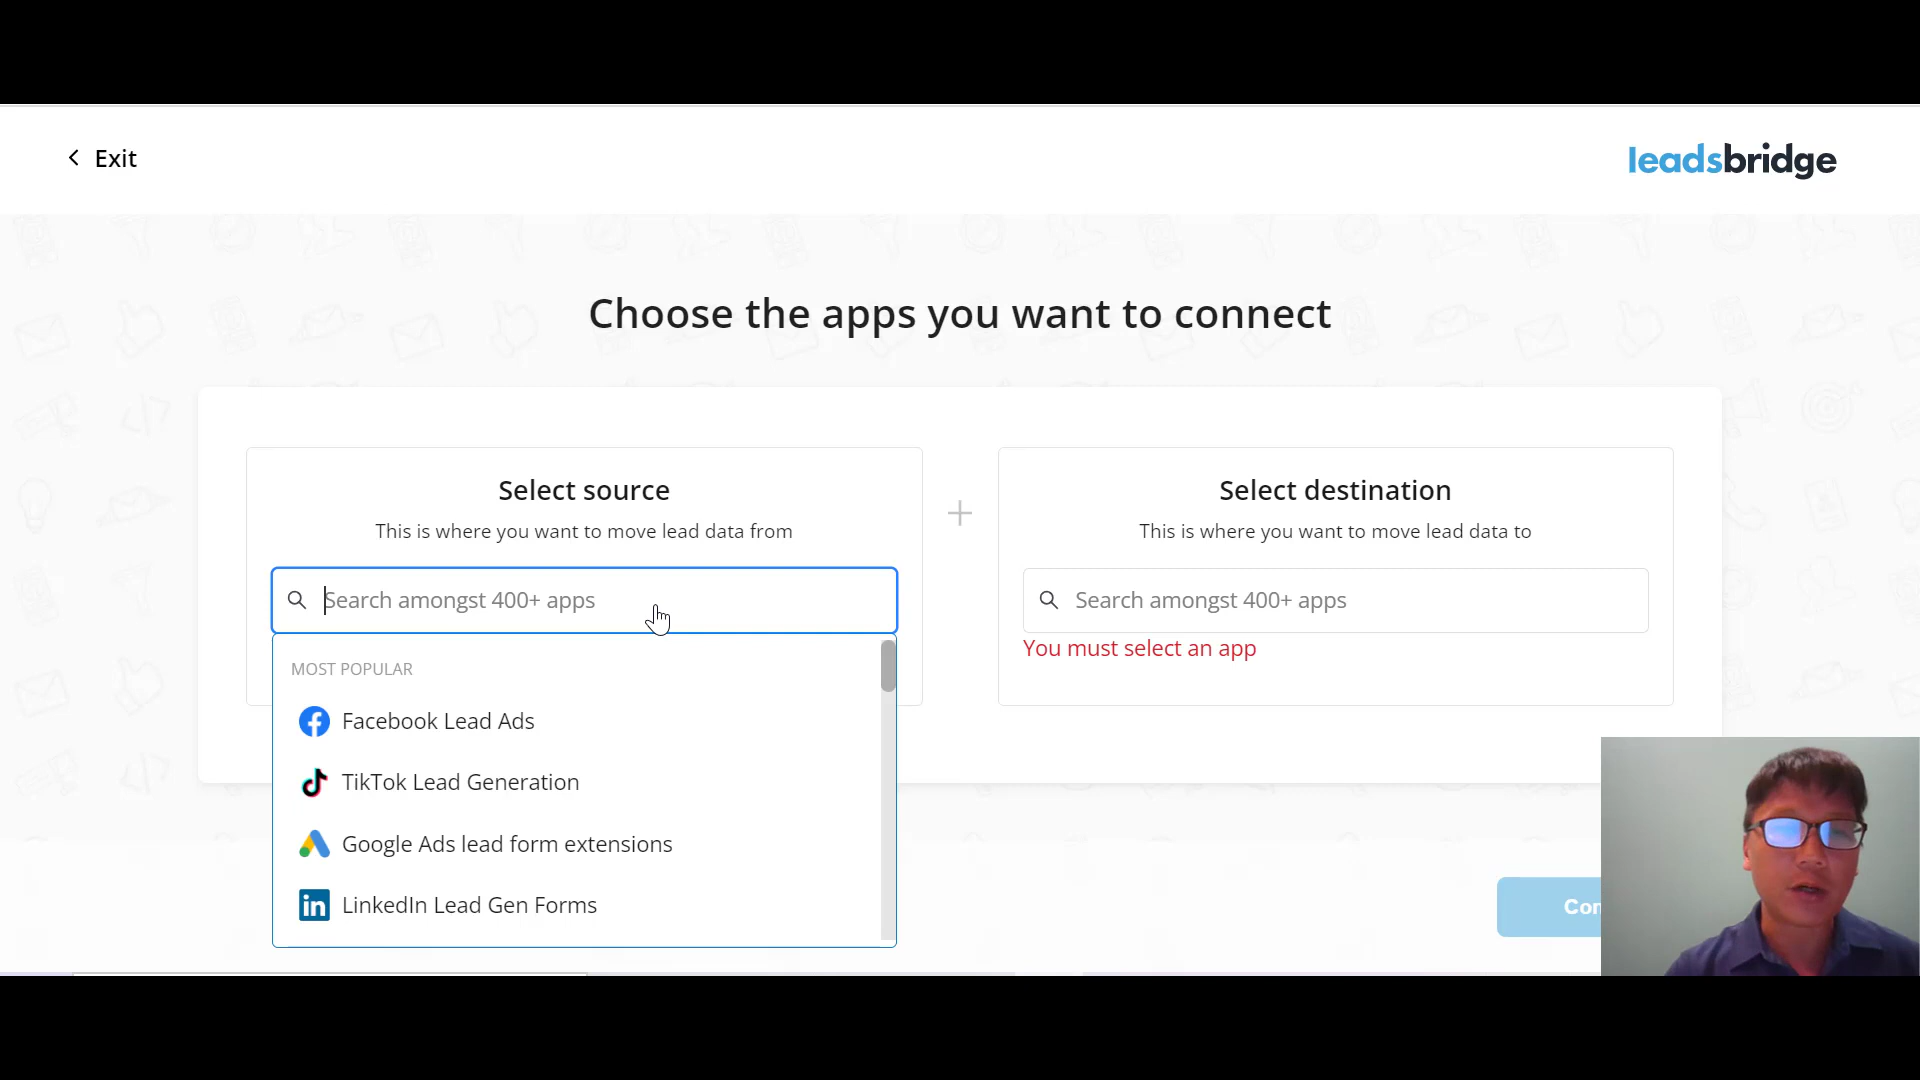 Exit
leadsbridge
Choose the apps you want to connect
Select source
This is where you want to move lead data from
Search amongst 400+ apps
MOST POPULAR
Facebook Lead Ads
TikTok Lead Generation
Google Ads lead form extensions
LinkedIn Lead Gen Forms
Select destination
This is where you want to move lead data to
Search amongst 400+ apps
You must select an app
Con